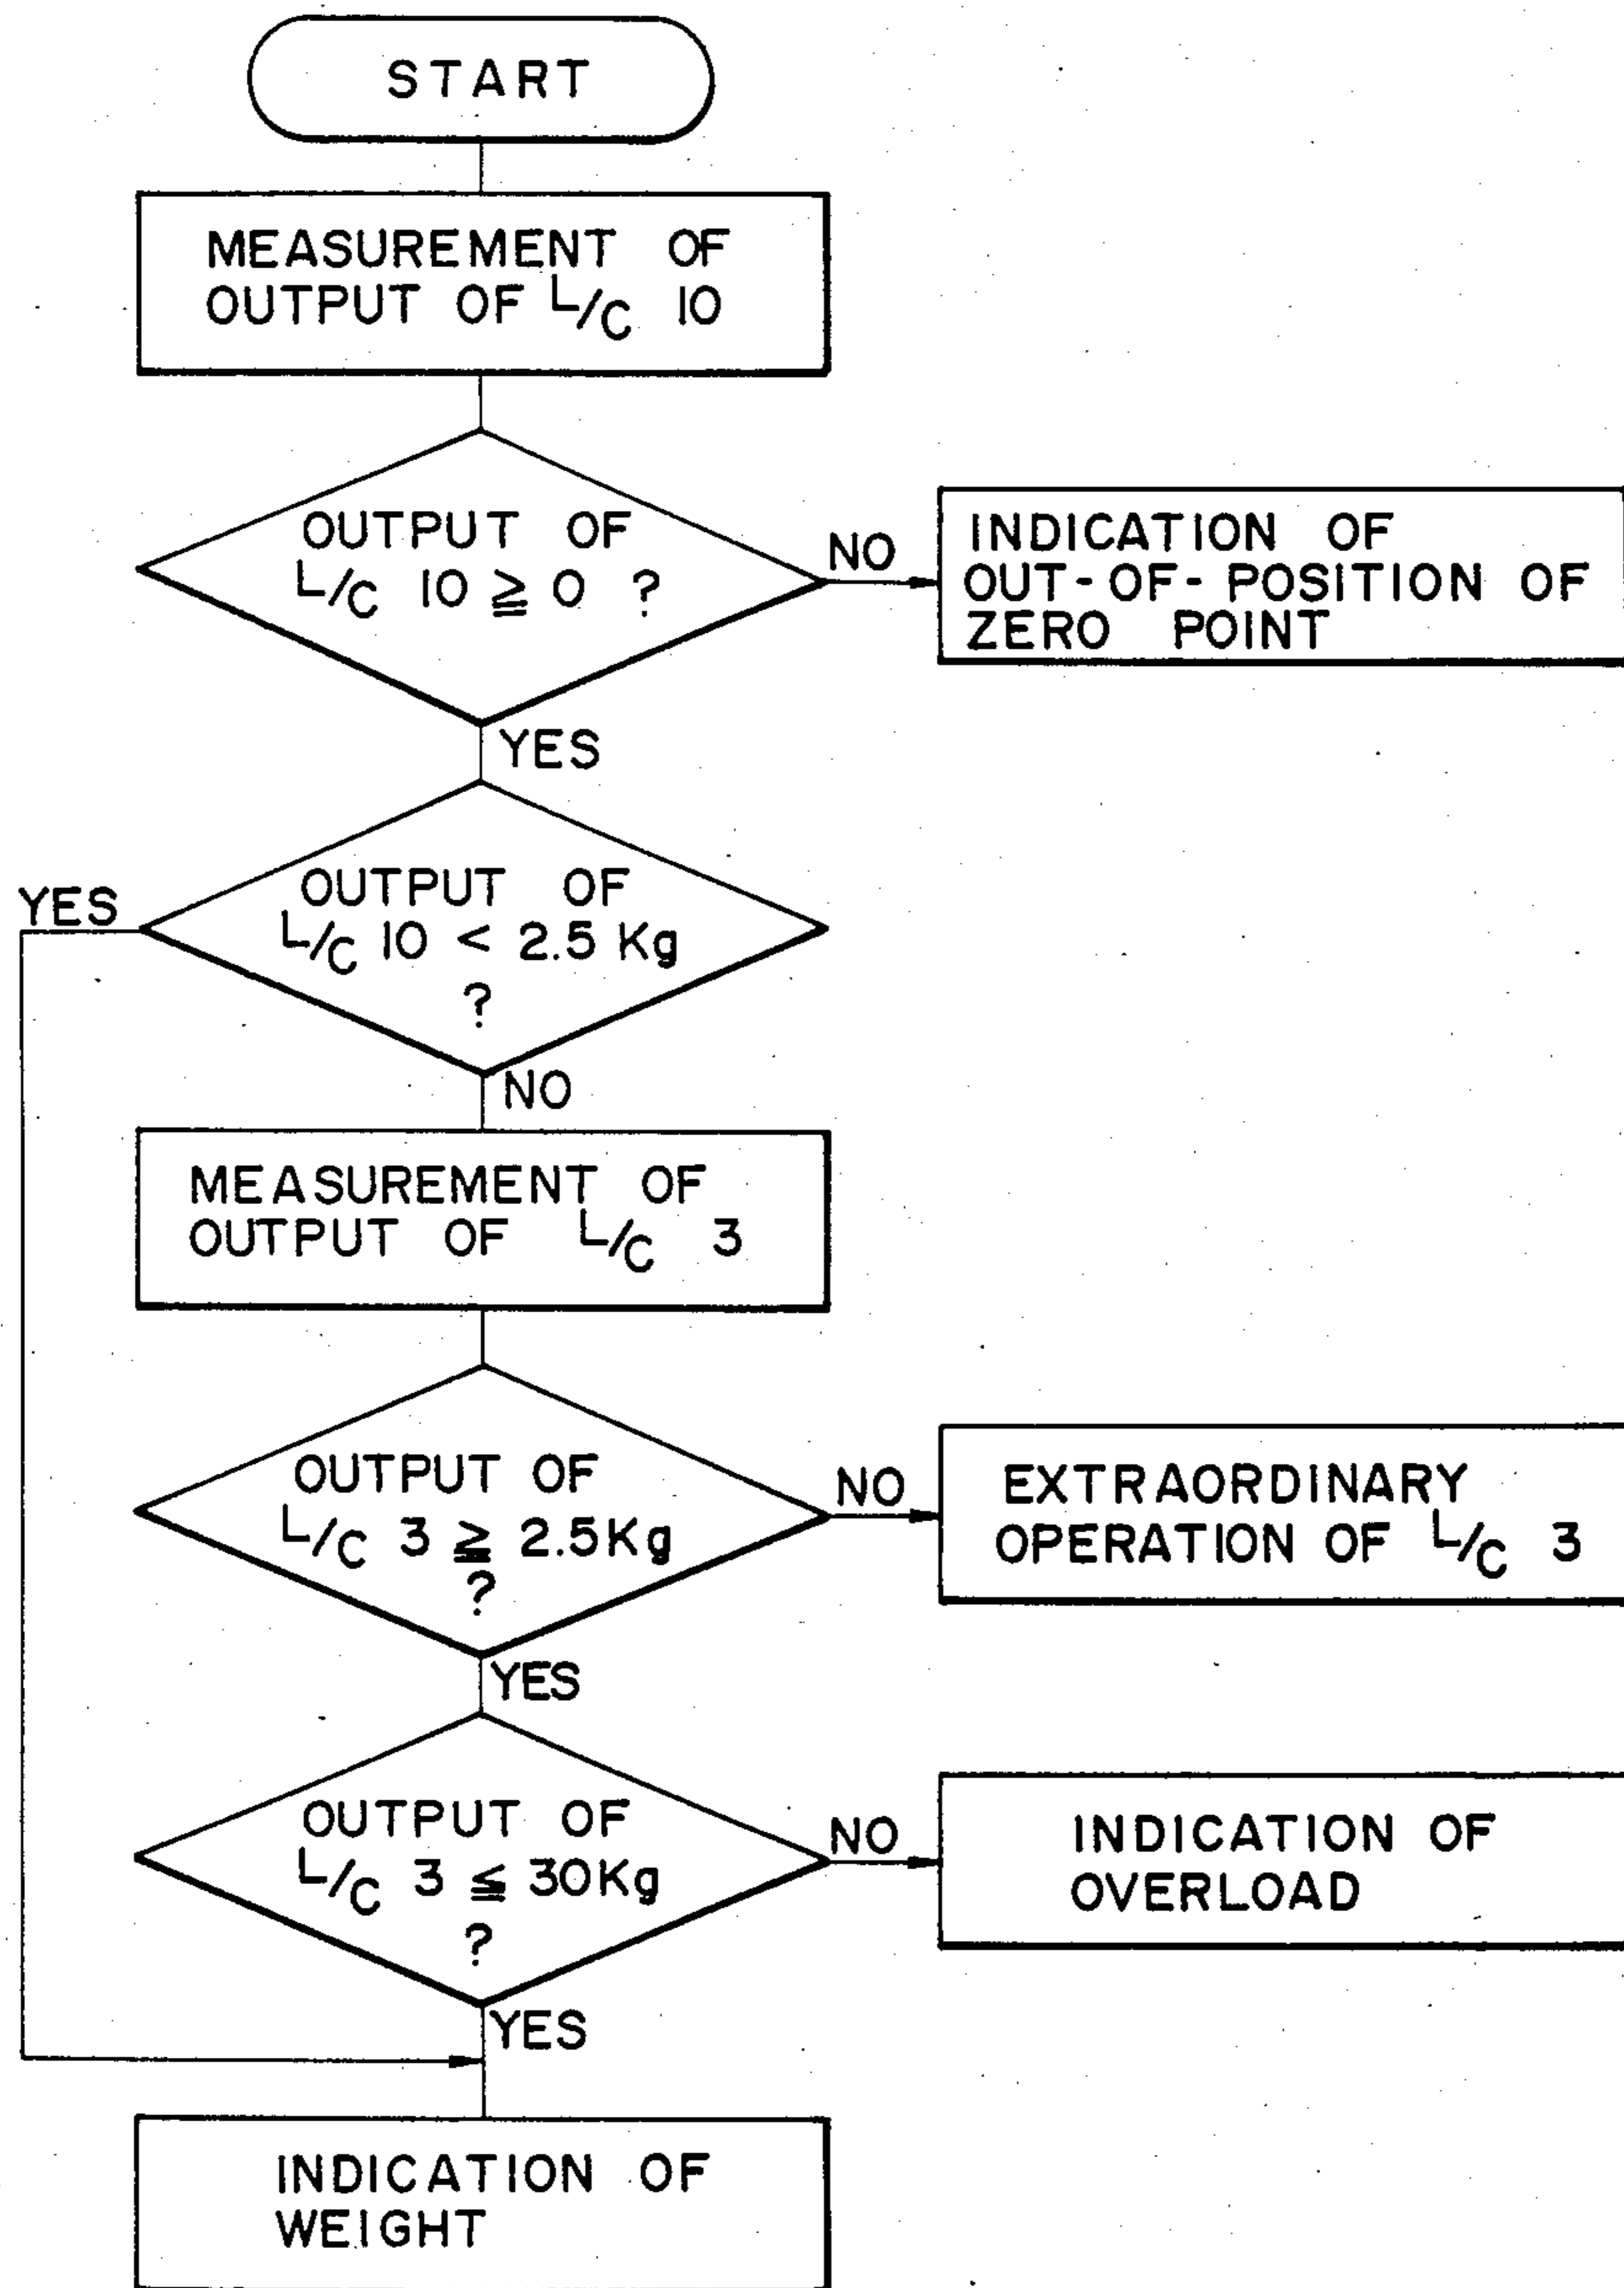 START
MEASUREMENT OF
OUTPUT OF L/C 10
OUTPUT OF
L/C 10 ≧ 0 ?
NO
INDICATION OF
OUT-OF-POSITION OF
ZERO POINT
YES
OUTPUT OF
L/C 10 < 2.5 Kg
?
YES
NO
MEASUREMENT OF
OUTPUT OF L/C 3
OUTPUT OF
L/C 3 ≧ 2.5Kg
?
NO
EXTRAORDINARY
OPERATION OF L/C 3
YES
OUTPUT OF
L/C 3 ≦ 30Kg
?
NO
INDICATION OF
OVERLOAD
YES
INDICATION OF
WEIGHT